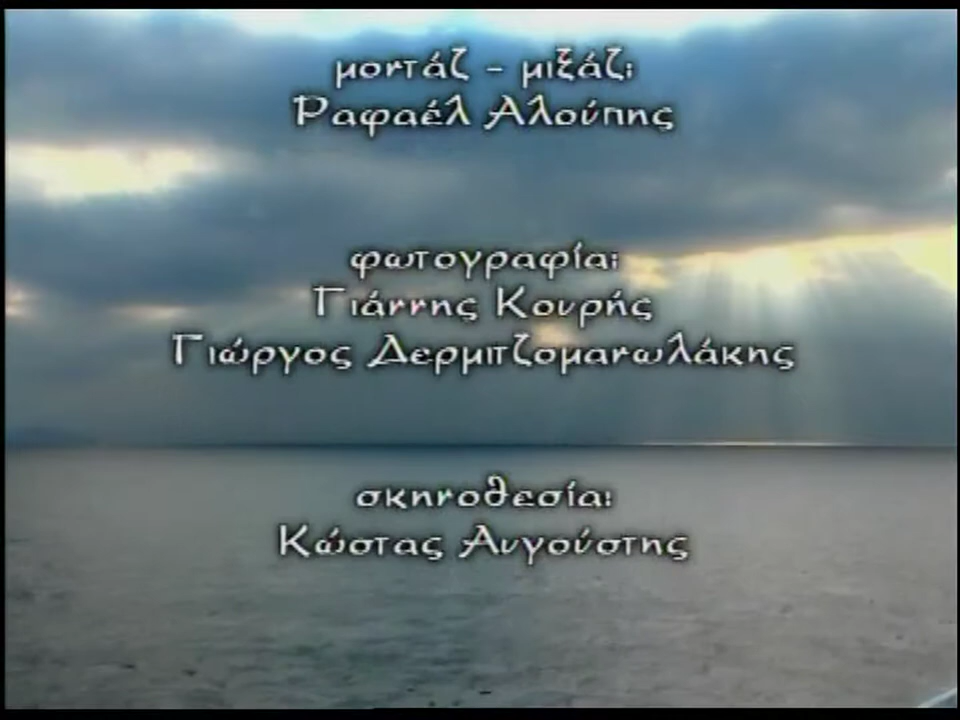 μοντάζ - μιξάζ:
Ραφαέλ Αλούπης
φωτογραφία:
Γιάννης Κουρής
Γιώργος Δερμιτζομανωλάκης
σκηνοθεσία:
Κώστας Αυγούστης